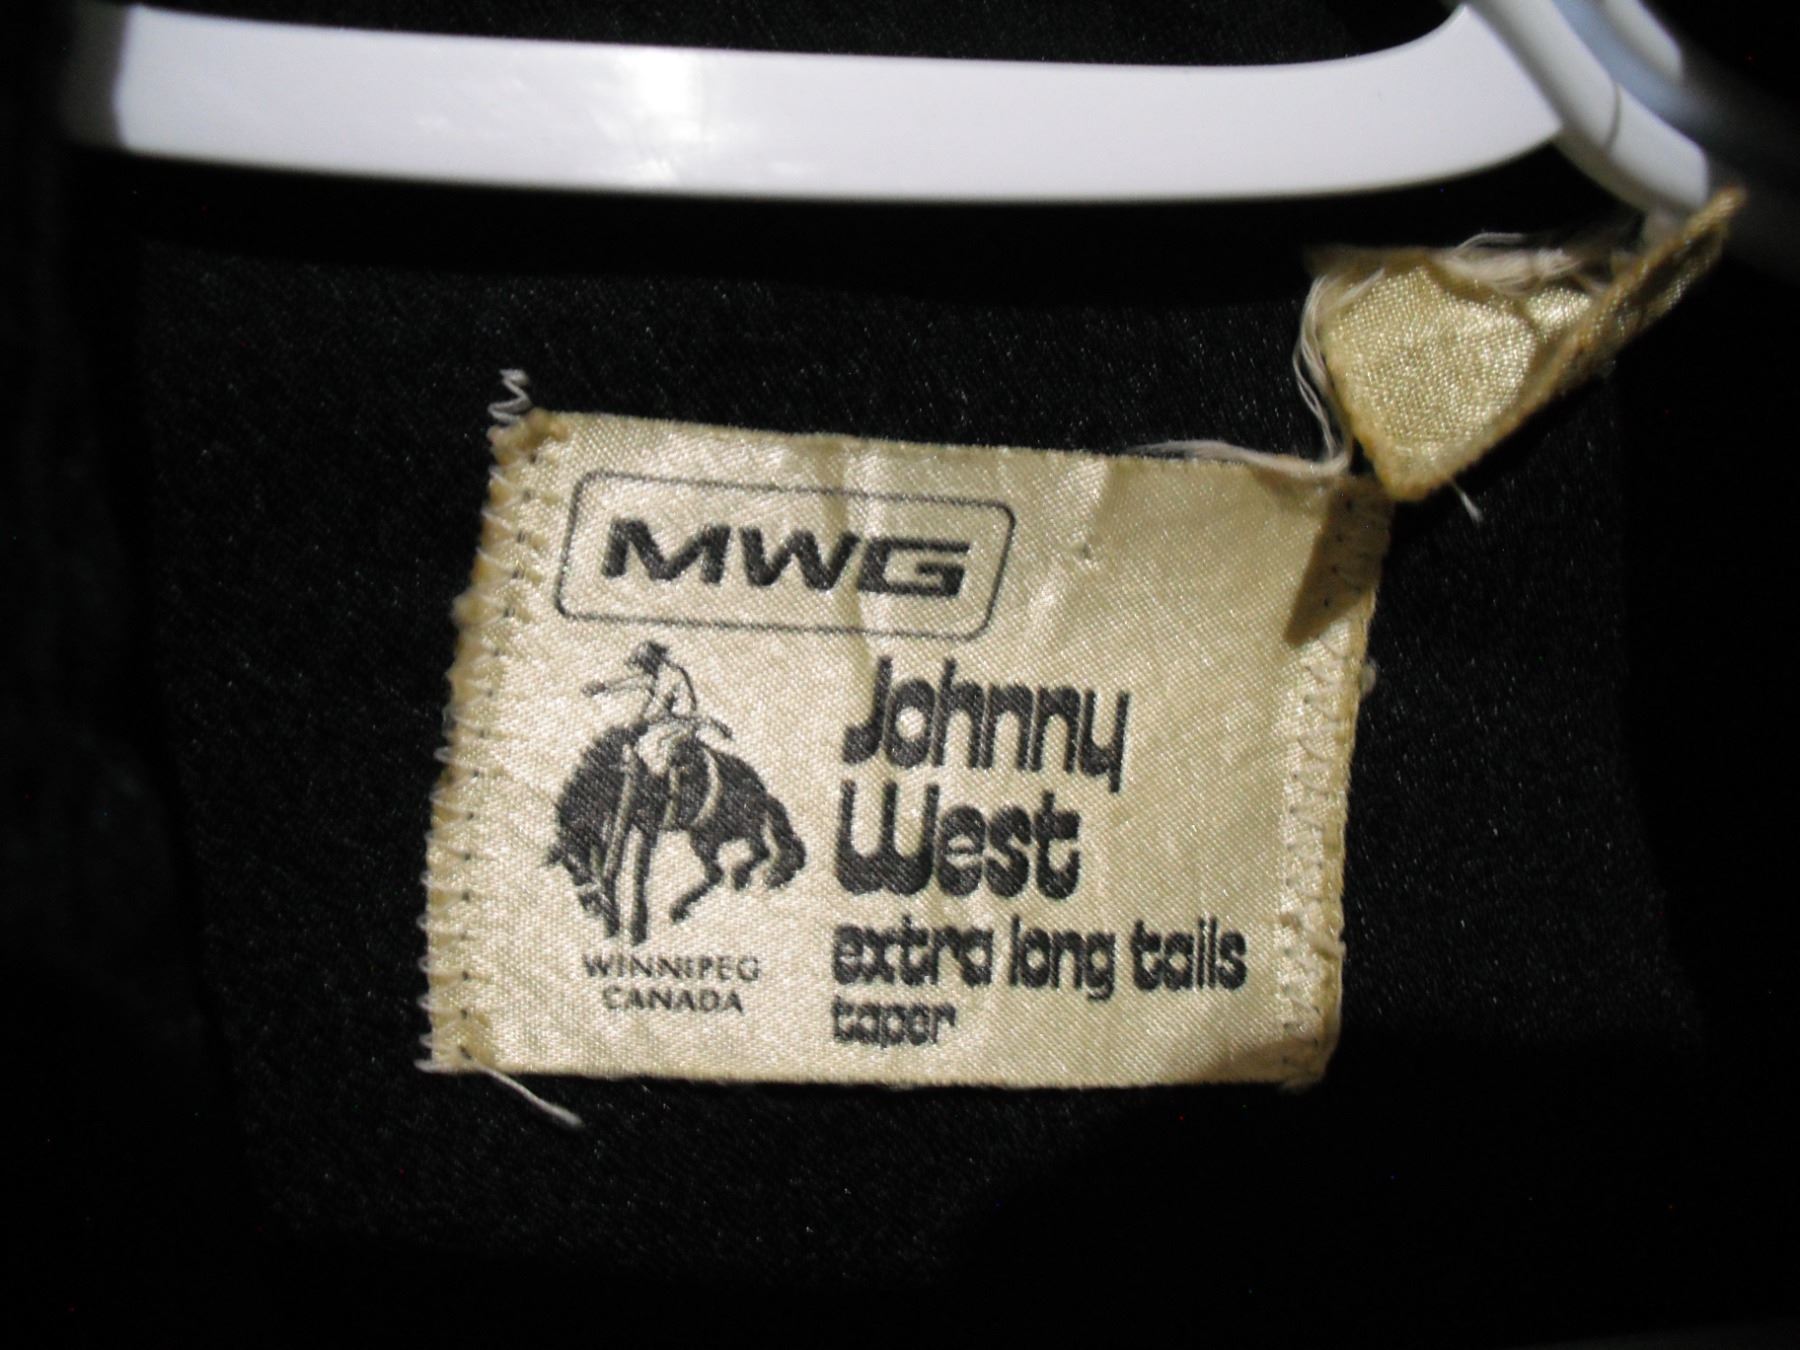 MWG
Johnny
West
extra long tails
taper
WINNIPEG
CANADA